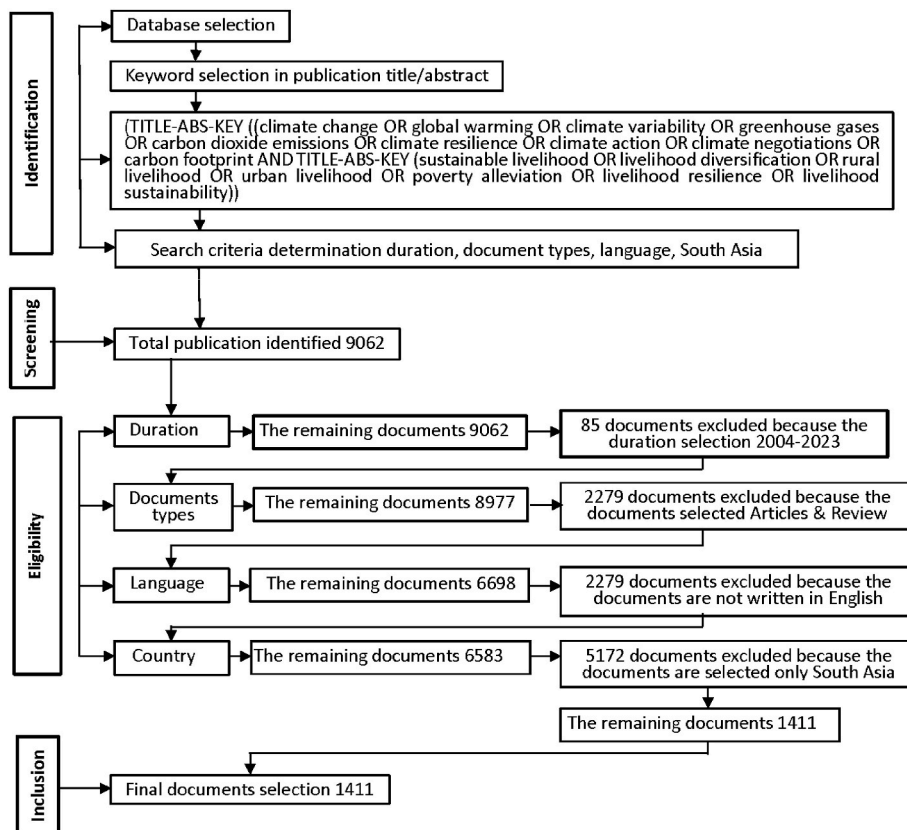 Identification
Database selection
Keyword selection in publication title/abstract
(TITLE-ABS-KEY ((climate change OR global warming OR climate variability OR greenhouse gases
OR carbon dioxide emissions OR climate resilience OR climate action OR climate negotiations OR
carbon footprint AND TITLE-ABS-KEY (sustainable livelihood OR livelihood diversification OR rural
livelihood OR urban livelihood OR poverty alleviation OR livelihood resilience OR livelihood
sustainability))
Search criteria determination duration, document types, language, South Asia
Screening
Total publication identified 9062
Eligibility
Duration
The remaining documents 9062
85 documents excluded because the
duration selection 2004-2023
Documents
types
The remaining documents 8977
2279 documents excluded because the
documents selected Articles & Review
Language
The remaining documents 6698
2279 documents excluded because the
documents are not written in English
Country
The remaining documents 6583
5172 documents excluded because the
documents are selected only South Asia
The remaining documents 1411
Inclusion
Final documents selection 1411